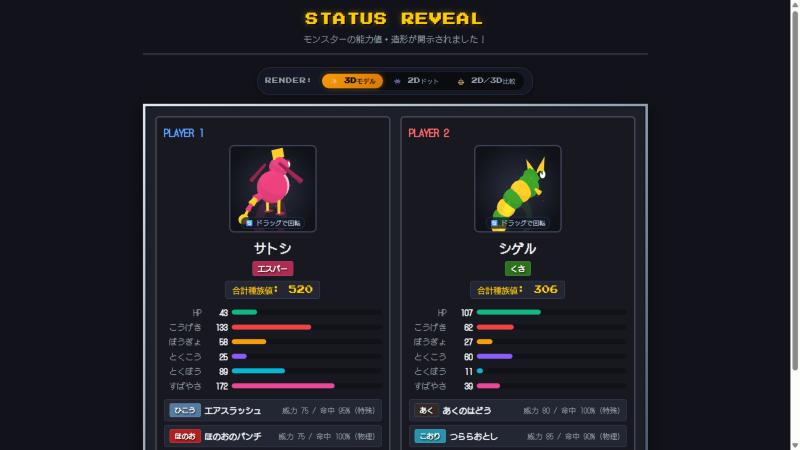 STATUS REVEAL
モンスターの能力値・造形が開示されました！
RENDER: 3Dモデル 2Dドット 2D/3D比較
PLAYER 1
ドラッグで回転
サトシ
エスパー
合計種族値: 520
HP 43
こうげき 133
ぼうぎょ 58
とくこう 25
とくぼう 89
すばやさ 172
ひこう エアスラッシュ 威力 75 / 命中 95% (特殊)
ほのお ほのおのパンチ 威力 75 / 命中 100% (物理)
PLAYER 2
ドラッグで回転
シゲル
くさ
合計種族値: 306
HP 107
こうげき 62
ぼうぎょ 27
とくこう 60
とくぼう 11
すばやさ 39
あく あくのはどう 威力 80 / 命中 100% (特殊)
こおり つららおとし 威力 85 / 命中 90% (物理)